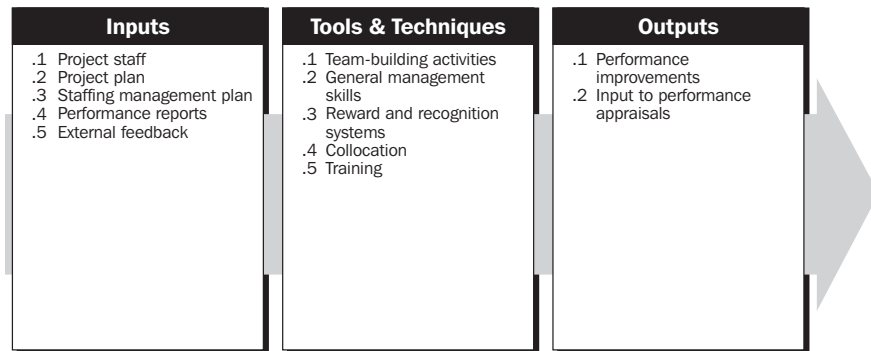 Inputs
.1 Project staff
.2 Project plan
.3 Staffing management plan
.4 Performance reports
.5 External feedback
Tools & Techniques
.1 Team-building activities
.2 General management
skills
.3 Reward and recognition
systems
.4 Collocation
.5 Training
Outputs
.1 Performance
improvements
.2 Input to performance
appraisals